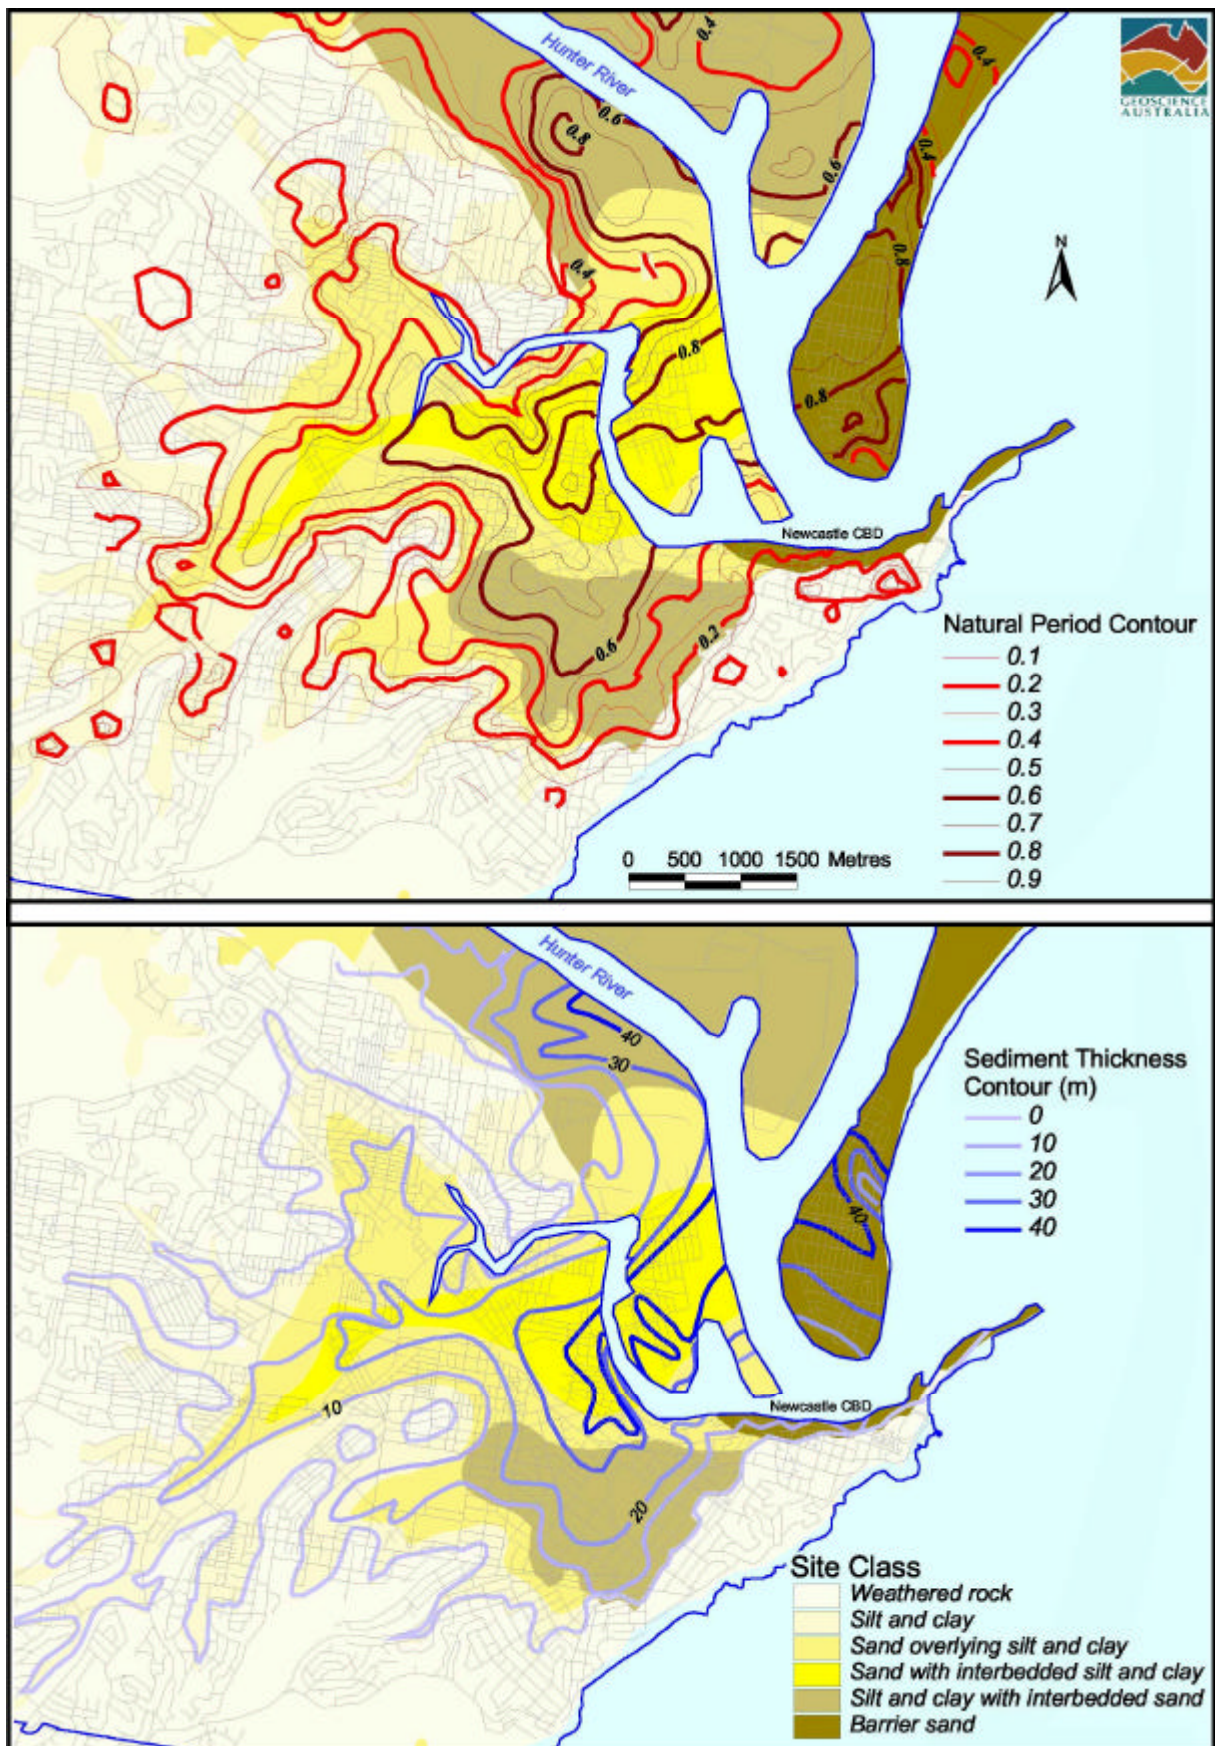 0.4
Hunter River
GEOSCIENCE
AUSTRALIA
0.4
0.6
0.8
0.4
0.6
N
0.8
0.4
0.8
0.8
Newcastle CBD
0.6
0.2
Natural Period Contour
0.1
0.2
0.3
0.4
0.5
0.6
0.7
0.8
0.9
0 500 1000 1500 Metres
Hunter River
40
30
Sediment Thickness
Contour (m)
0
10
20
30
40
40
10
Newcastle CBD
20
Site Class
Weathered rock
Silt and clay
Sand overlying silt and clay
Sand with interbedded silt and clay
Silt and clay with interbedded sand
Barrier sand